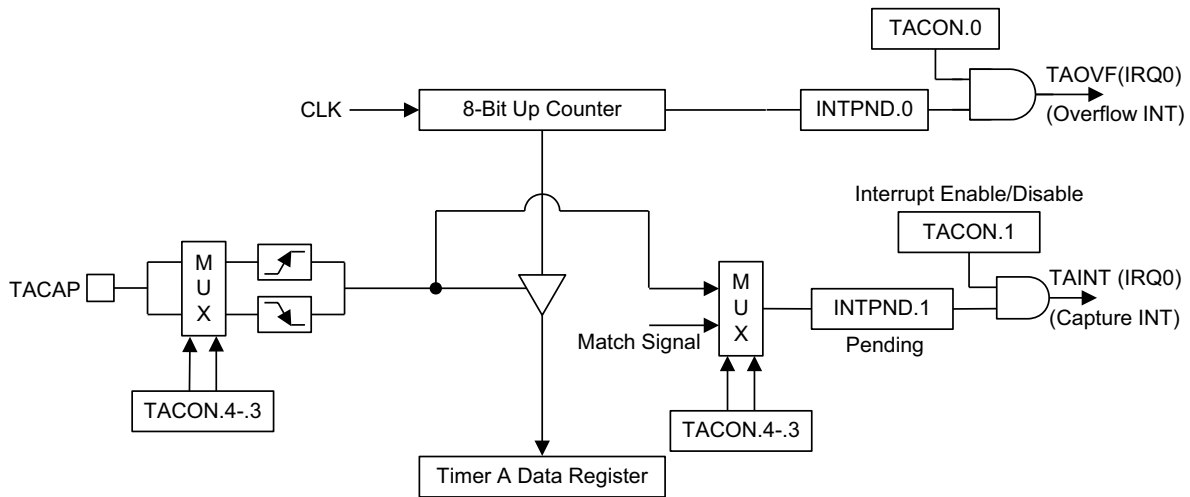 TACON.0
CLK
8-Bit Up Counter
INTPND.0
TAOVF(IRQ0)
(Overflow INT)
Interrupt Enable/Disable
TACON.1
TACAP
M
U
X
M
U
X
INTPND.1
Pending
TAINT (IRQ0)
(Capture INT)
Match Signal
TACON.4-.3
TACON.4-.3
Timer A Data Register